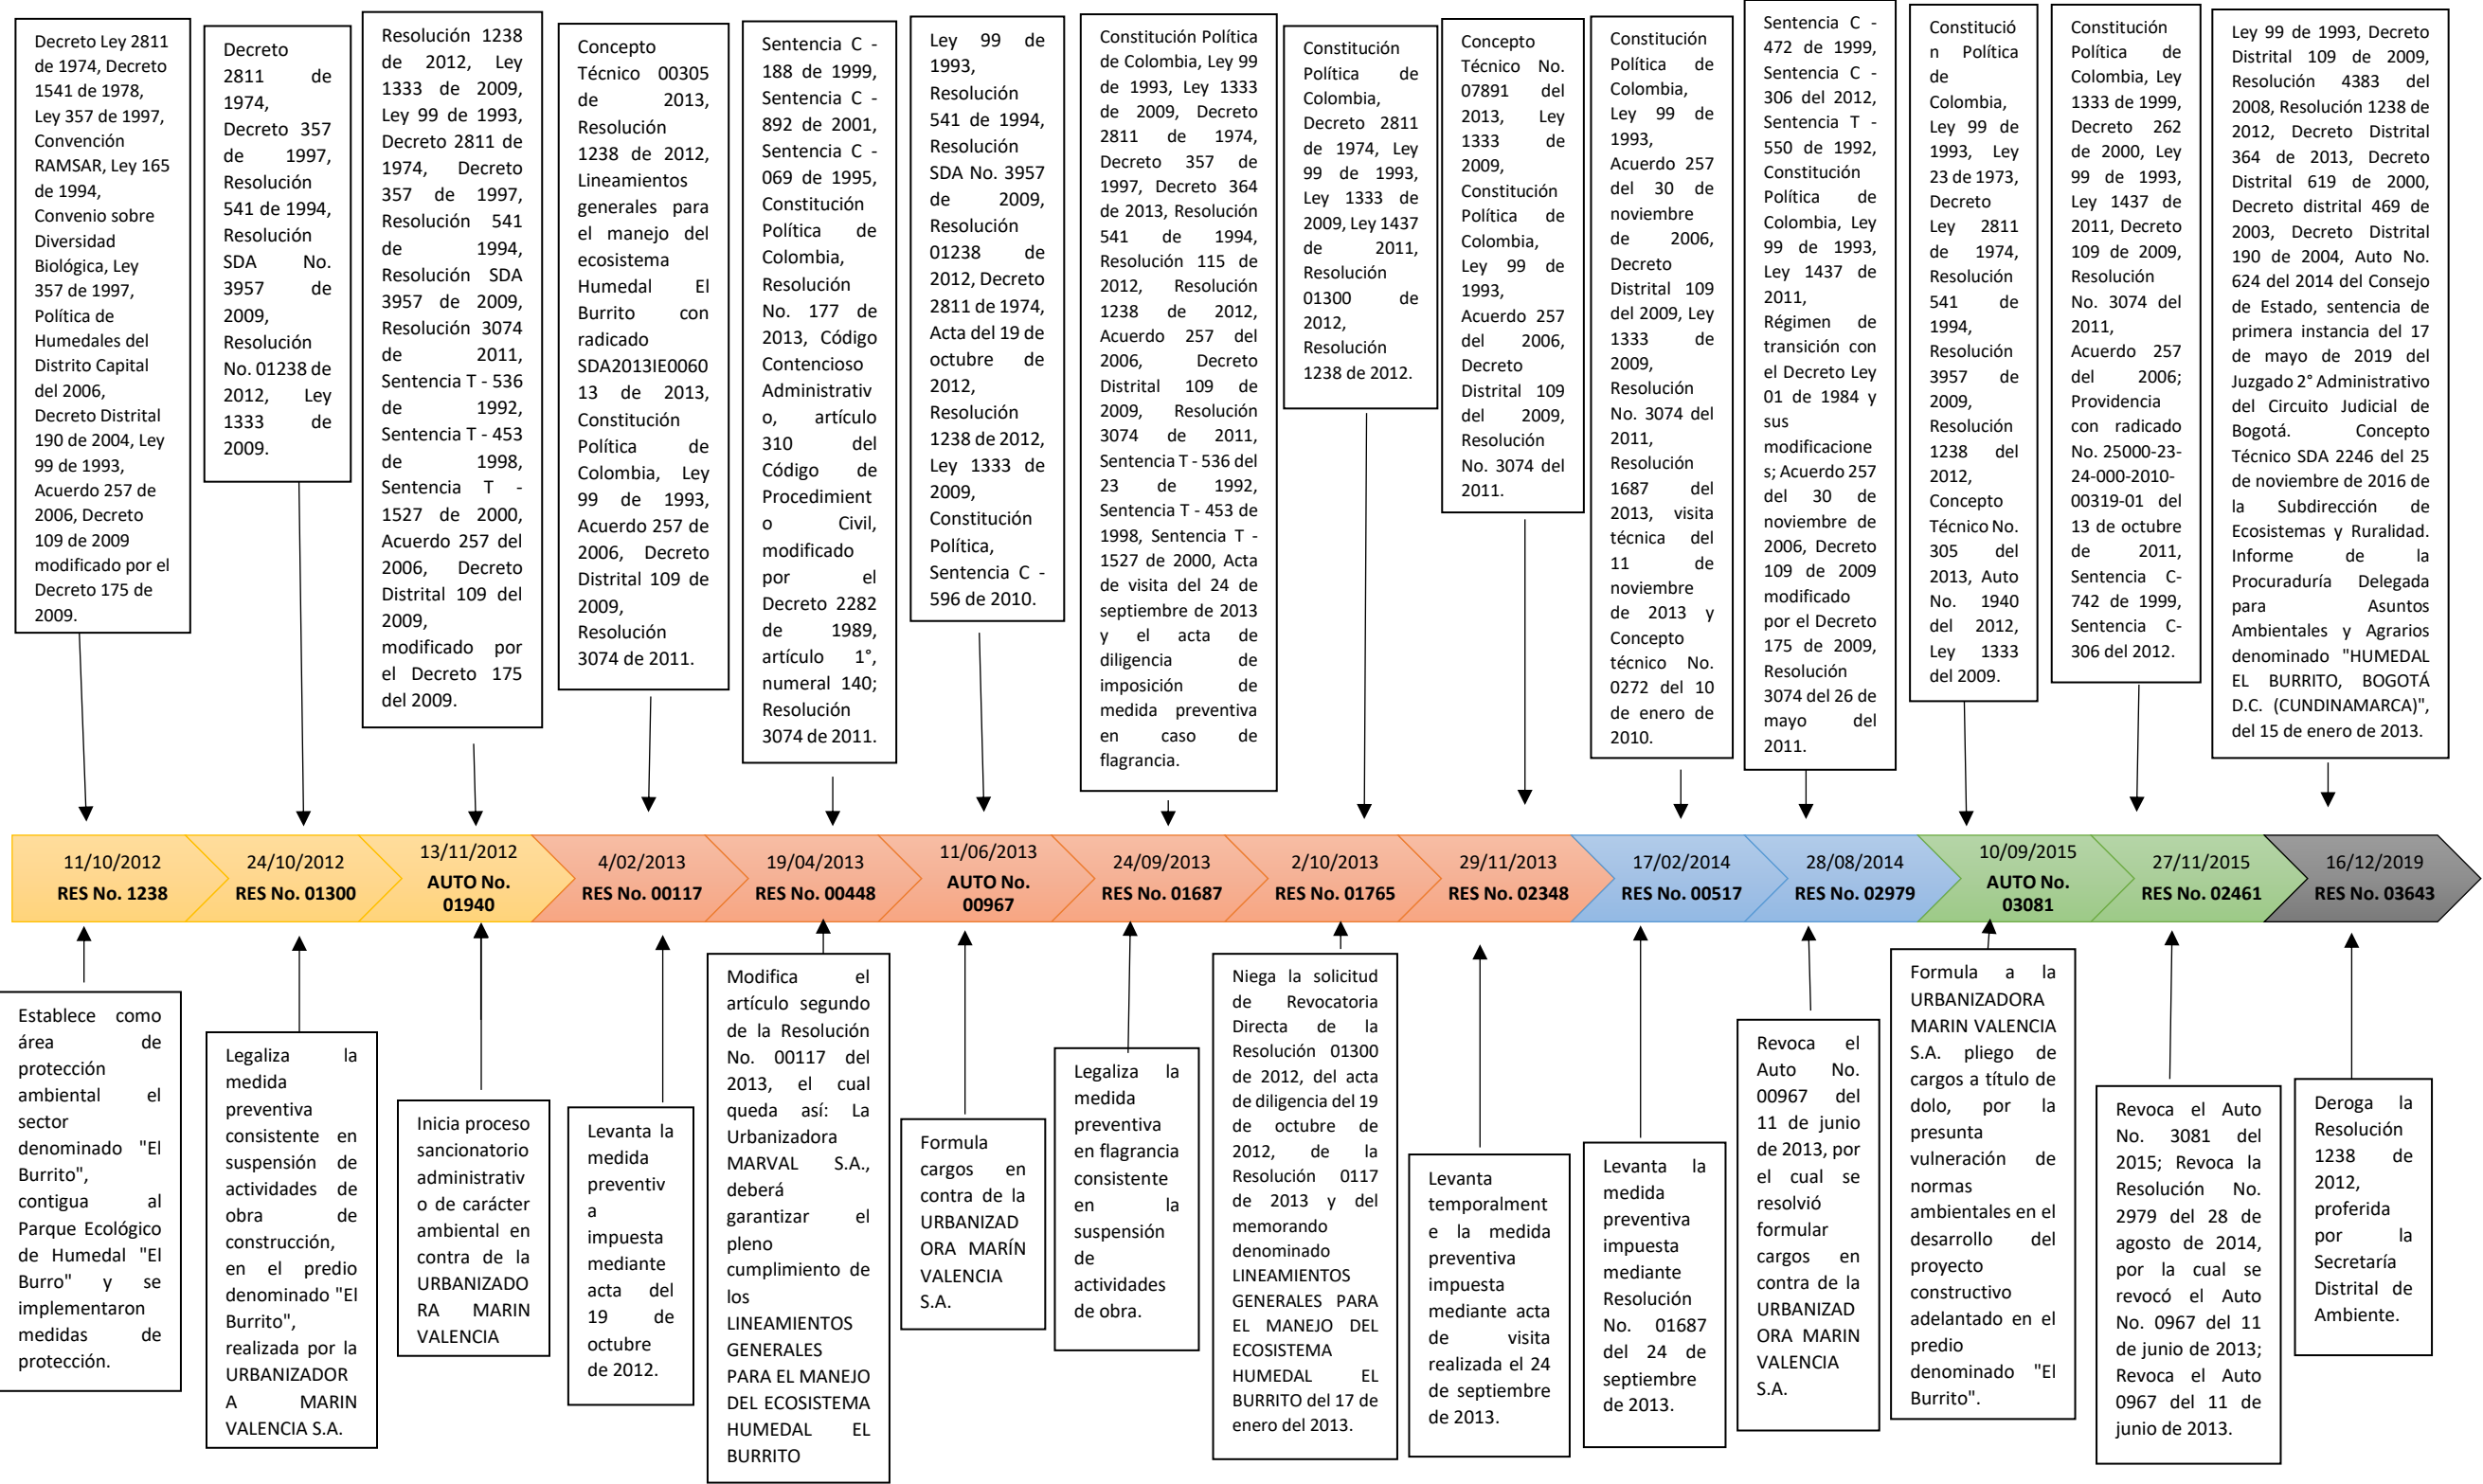 Decreto Ley 2811
de 1974, Decreto
1541 de 1978,
Ley 357 de 1997,
Convención
RAMSAR, Ley 165
de 1994,
Convenio sobre
Diversidad
Biológica, Ley
357 de 1997,
Política de
Humedales del
Distrito Capital
del 2006,
Decreto Distrital
190 de 2004, Ley
99 de 1993,
Acuerdo 257 de
2006, Decreto
109 de 2009
modificado por el
Decreto 175 de
2009.
Decreto
2811 de
1974,
Decreto 357
de 1997,
Resolución
541 de 1994,
Resolución
SDA No.
3957 de
2009,
Resolución
No. 01238 de
2012, Ley
1333 de
2009.
Resolución 1238
de 2012, Ley
1333 de 2009,
Ley 99 de 1993,
Decreto 2811 de
1974, Decreto
357 de 1997,
Resolución 541
de 1994,
Resolución SDA
3957 de 2009,
Resolución 3074
de 2011,
Sentencia T - 536
de 1992,
Sentencia T - 453
de 1998,
Sentencia T -
1527 de 2000,
Acuerdo 257 del
2006, Decreto
Distrital 109 del
2009,
modificado por
el Decreto 175
del 2009.
Concepto
Técnico 00305
de 2013,
Resolución
1238 de 2012,
Lineamientos
generales para
el manejo del
ecosistema
Humedal El
Burrito con
radicado
SDA2013IE0060
13 de 2013,
Constitución
Política de
Colombia, Ley
99 de 1993,
Acuerdo 257 de
2006, Decreto
Distrital 109 de
2009,
Resolución
3074 de 2011.
Sentencia C -
188 de 1999,
Sentencia C -
892 de 2001,
Sentencia C -
069 de 1995,
Constitución
Política de
Colombia,
Resolución
No. 177 de
2013, Código
Contencioso
Administrativ
o, artículo
310 del
Código de
Procedimient
o Civil,
modificado
por el
Decreto 2282
de 1989,
artículo 1°,
numeral 140;
Resolución
3074 de 2011.
Ley 99 de
1993,
Resolución
541 de 1994,
Resolución
SDA No. 3957
de 2009,
Resolución
01238 de
2012, Decreto
2811 de 1974,
Acta del 19 de
octubre de
2012,
Resolución
1238 de 2012,
Ley 1333 de
2009,
Constitución
Política,
Sentencia C -
596 de 2010.
Constitución Política
de Colombia, Ley 99
de 1993, Ley 1333
de 2009, Decreto
2811 de 1974,
Decreto 357 de
1997, Decreto 364
de 2013, Resolución
541 de 1994,
Resolución 115 de
2012, Resolución
1238 de 2012,
Acuerdo 257 del
2006, Decreto
Distrital 109 de
2009, Resolución
3074 de 2011,
Sentencia T - 536 del
23 de 1992,
Sentencia T - 453 de
1998, Sentencia T -
1527 de 2000, Acta
de visita del 24 de
septiembre de 2013
y el acta de
diligencia de
imposición de
medida preventiva
en caso de
flagrancia.
Constitución
Política de
Colombia,
Decreto 2811
de 1974, Ley
99 de 1993,
Ley 1333 de
2009, Ley 1437
de 2011,
Resolución
01300 de
2012,
Resolución
1238 de 2012.
Concepto
Técnico No.
07891 del
2013, Ley
1333 de
2009,
Constitución
Política de
Colombia,
Ley 99 de
1993,
Acuerdo 257
del 2006,
Decreto
Distrital 109
del 2009,
Resolución
No. 3074 del
2011.
Constitución
Política de
Colombia,
Ley 99 de
1993,
Acuerdo 257
del 30 de
noviembre
de 2006,
Decreto
Distrital 109
del 2009, Ley
1333 de
2009,
Resolución
No. 3074 del
2011,
Resolución
1687 del
2013, visita
técnica del
11 de
noviembre
de 2013 y
Concepto
técnico No.
0272 del 10
de enero de
2010.
Sentencia C -
472 de 1999,
Sentencia C -
306 del 2012,
Sentencia T -
550 de 1992,
Constitución
Política de
Colombia, Ley
99 de 1993,
Ley 1437 de
2011,
Régimen de
transición con
el Decreto Ley
01 de 1984 y
sus
modificacione
s; Acuerdo 257
del 30 de
noviembre de
2006, Decreto
109 de 2009
modificado
por el Decreto
175 de 2009,
Resolución
3074 del 26 de
mayo del
2011.
Constitució
n Política
de
Colombia,
Ley 99 de
1993, Ley
23 de 1973,
Decreto
Ley 2811
de 1974,
Resolución
541 de
1994,
Resolución
3957 de
2009,
Resolución
1238 del
2012,
Concepto
Técnico No.
305 del
2013, Auto
No. 1940
del 2012,
Ley 1333
del 2009.
Constitución
Política de
Colombia, Ley
1333 de 1999,
Decreto 262
de 2000, Ley
99 de 1993,
Ley 1437 de
2011, Decreto
109 de 2009,
Resolución
No. 3074 del
2011,
Acuerdo 257
del 2006;
Providencia
con radicado
No. 25000-23-
24-000-2010-
00319-01 del
13 de octubre
de 2011,
Sentencia C-
742 de 1999,
Sentencia C-
306 del 2012.
Ley 99 de 1993, Decreto
Distrital 109 de 2009,
Resolución 4383 del
2008, Resolución 1238 de
2012, Decreto Distrital
364 de 2013, Decreto
Distrital 619 de 2000,
Decreto distrital 469 de
2003, Decreto Distrital
190 de 2004, Auto No.
624 del 2014 del Consejo
de Estado, sentencia de
primera instancia del 17
de mayo de 2019 del
Juzgado 2° Administrativo
del Circuito Judicial de
Bogotá. Concepto
Técnico SDA 2246 del 25
de noviembre de 2016 de
la Subdirección de
Ecosistemas y Ruralidad.
Informe de la
Procuraduría Delegada
para Asuntos
Ambientales y Agrarios
denominado "HUMEDAL
EL BURRITO, BOGOTÁ
D.C. (CUNDINAMARCA)",
del 15 de enero de 2013.
11/10/2012
RES No. 1238
24/10/2012
RES No. 01300
13/11/2012
AUTO No.
01940
4/02/2013
RES No. 00117
19/04/2013
RES No. 00448
11/06/2013
AUTO No.
00967
24/09/2013
RES No. 01687
2/10/2013
RES No. 01765
29/11/2013
RES No. 02348
17/02/2014
RES No. 00517
28/08/2014
RES No. 02979
10/09/2015
AUTO No.
03081
27/11/2015
RES No. 02461
16/12/2019
RES No. 03643
Establece como
área de
protección
ambiental el
sector
denominado "El
Burrito",
contigua al
Parque Ecológico
de Humedal "El
Burro" y se
implementaron
medidas de
protección.
Legaliza la
medida
preventiva
consistente en
suspensión de
actividades de
obra de
construcción,
en el predio
denominado "El
Burrito",
realizada por la
URBANIZADOR
A MARIN
VALENCIA S.A.
Inicia proceso
sancionatorio
administrativ
o de carácter
ambiental en
contra de la
URBANIZADO
RA MARIN
VALENCIA
Levanta la
medida
preventiv
a
impuesta
mediante
acta del
19 de
octubre
de 2012.
Modifica el
artículo segundo
de la Resolución
No. 00117 del
2013, el cual
queda así: La
Urbanizadora
MARVAL S.A.,
deberá
garantizar el
pleno
cumplimiento de
los
LINEAMIENTOS
GENERALES
PARA EL MANEJO
DEL ECOSISTEMA
HUMEDAL EL
BURRITO
Formula
cargos en
contra de la
URBANIZAD
ORA MARÍN
VALENCIA
S.A.
Legaliza la
medida
preventiva
en flagrancia
consistente
en la
suspensión
de
actividades
de obra.
Niega la solicitud
de Revocatoria
Directa de la
Resolución 01300
de 2012, del acta
de diligencia del 19
de octubre de
2012, de la
Resolución 0117
de 2013 y del
memorando
denominado
LINEAMIENTOS
GENERALES PARA
EL MANEJO DEL
ECOSISTEMA
HUMEDAL EL
BURRITO del 17 de
enero del 2013.
Levanta
temporalment
e la medida
preventiva
impuesta
mediante acta
de visita
realizada el 24
de septiembre
de 2013.
Levanta la
medida
preventiva
impuesta
mediante
Resolución
No. 01687
del 24 de
septiembre
de 2013.
Revoca el
Auto No.
00967 del
11 de junio
de 2013, por
el cual se
resolvió
formular
cargos en
contra de la
URBANIZAD
ORA MARIN
VALENCIA
S.A.
Formula a la
URBANIZADORA
MARIN VALENCIA
S.A. pliego de
cargos a título de
dolo, por la
presunta
vulneración de
normas
ambientales en el
desarrollo del
proyecto
constructivo
adelantado en el
predio
denominado "El
Burrito".
Revoca el Auto
No. 3081 del
2015; Revoca la
Resolución No.
2979 del 28 de
agosto de 2014,
por la cual se
revocó el Auto
No. 0967 del 11
de junio de 2013;
Revoca el Auto
0967 del 11 de
junio de 2013.
Deroga la
Resolución
1238 de
2012,
proferida
por la
Secretaría
Distrital de
Ambiente.